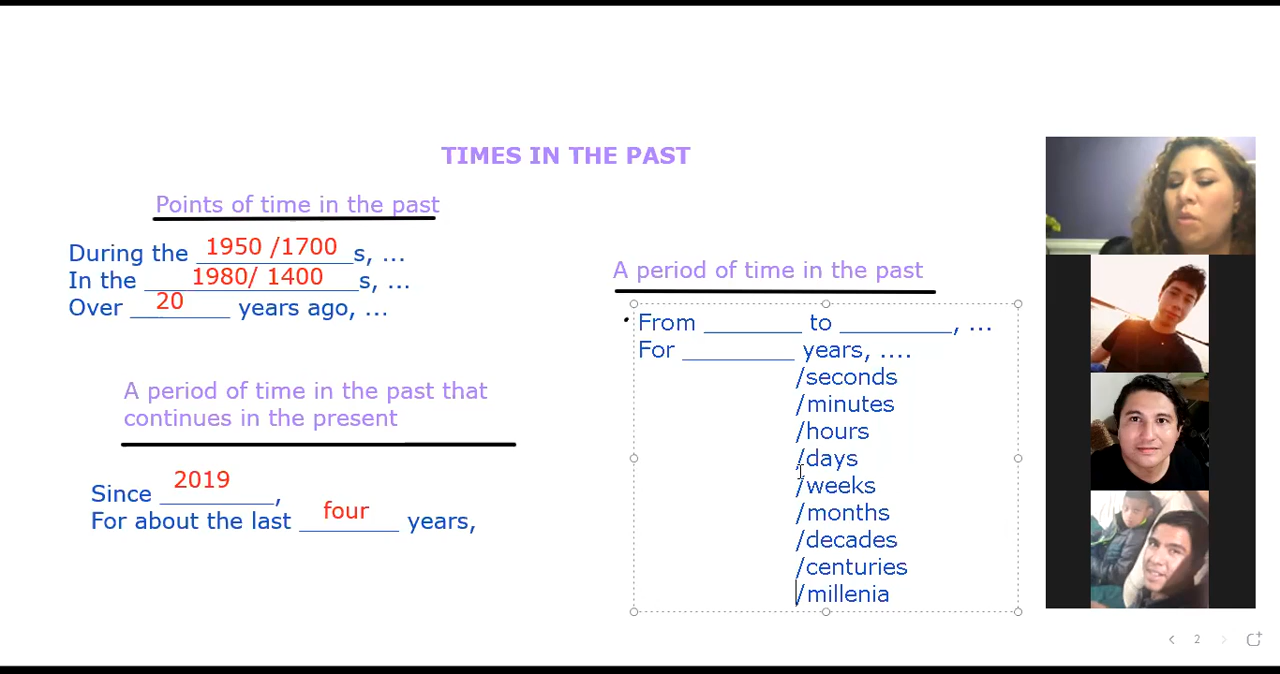 TIMES IN THE PAST
Points of time in the past
During the 1950 /1700 s, ...
In the 1980/ 1400 s, ...
Over 20 years ago, ...
A period of time in the past that
continues in the present
Since 2019,
For about the last four years,
A period of time in the past
From ________ to ________, ...
For ________ years, ....
/seconds
/minutes
/hours
/days
/weeks
/months
/decades
/centuries
/millenia
2